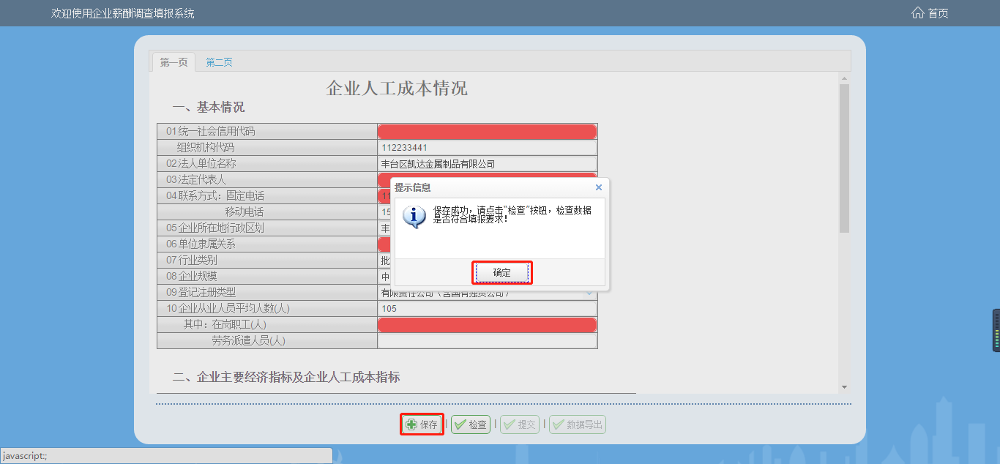 欢迎使用企业薪酬调查填报系统
首页
第一页 第二页
企业人工成本情况
一、基本情况
01统一社会信用代码
组织机构代码 112233441
02法人单位名称 丰台区凯达金属制品有限公司
03法定代表人
04联系方式：固定电话 11
移动电话 15
05企业所在地行政区划 丰
06单位隶属关系
07行业类别 批
08企业规模 中
09登记注册类型 有限责任公司（含国有独资公司）
10企业从业人员平均人数(人) 105
其中：在岗职工(人)
劳务派遣人员(人)
二、企业主要经济指标及企业人工成本指标
提示信息
保存成功，请点击“检查”按钮，检查数据
是否符合填报要求！
确定
保存 | 检查 | 提交 | 数据导出
javascript:;